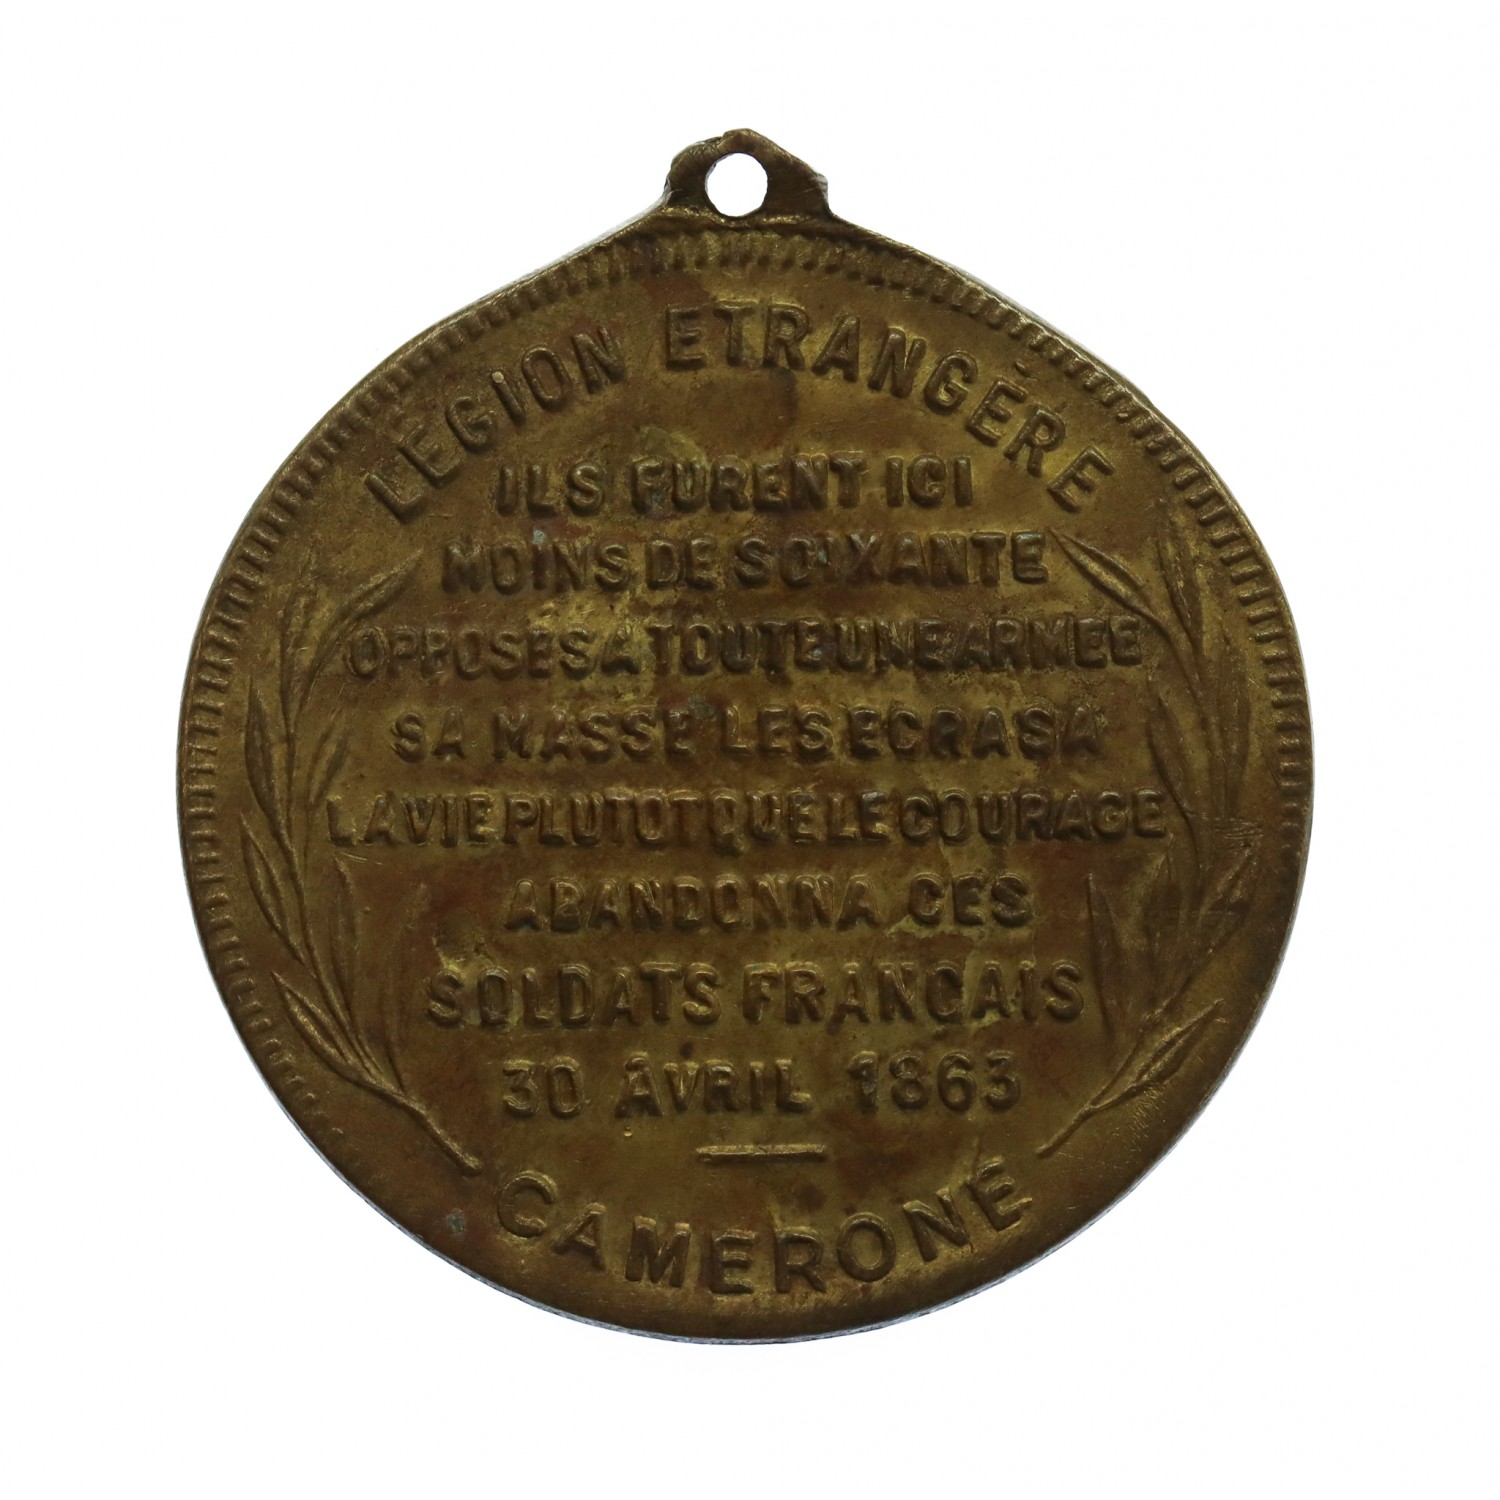 LEGION ETRANGÉRE
ILS FURENT ICI
MOINS DE SOIXANTE
OPPOSES A TOUTE UNE ARMEE
SA MASSE LES ECRASA
LA VIE PLUTOT QUE LE COURAGE
ABANDONNA CES
SOLDATS FRANCAIS
30 AVRIL 1863
CAMERONE